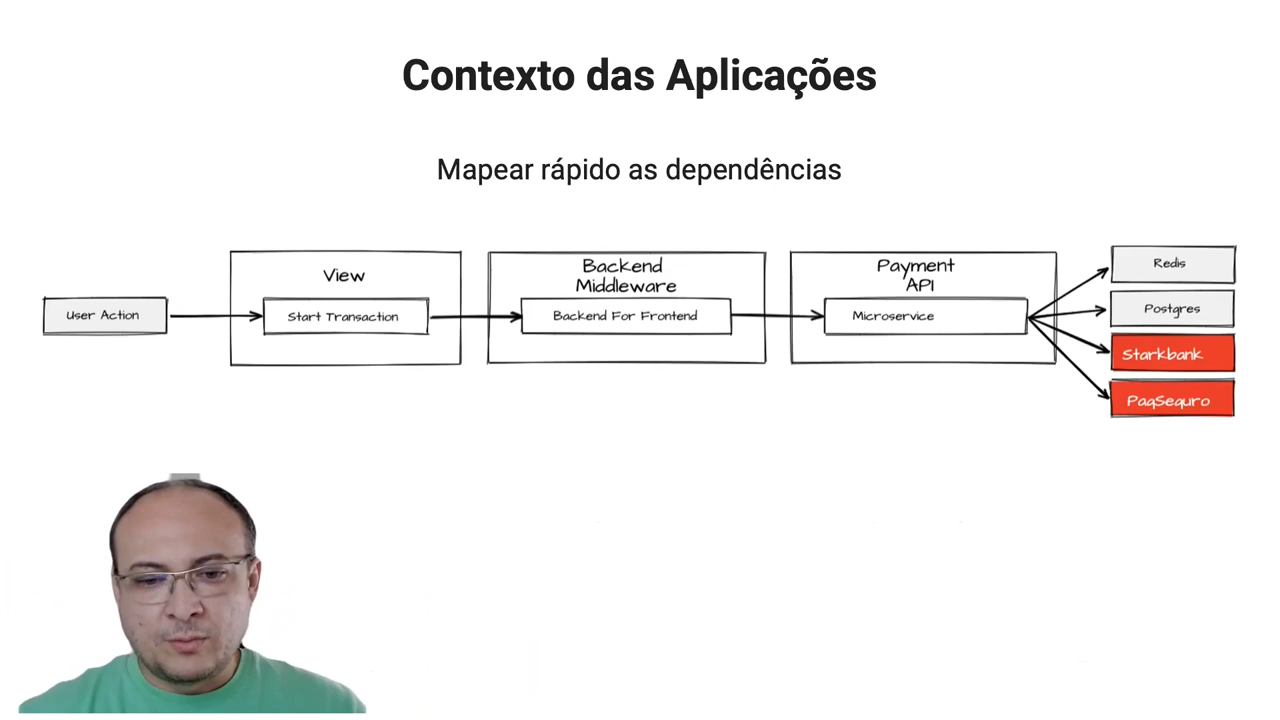 Contexto das Aplicações
Mapear rápido as dependências
User Action
View
Start Transaction
Backend
Middleware
Backend For Frontend
Payment
API
Microservice
Redis
Postgres
Starkbank
PagSeguro